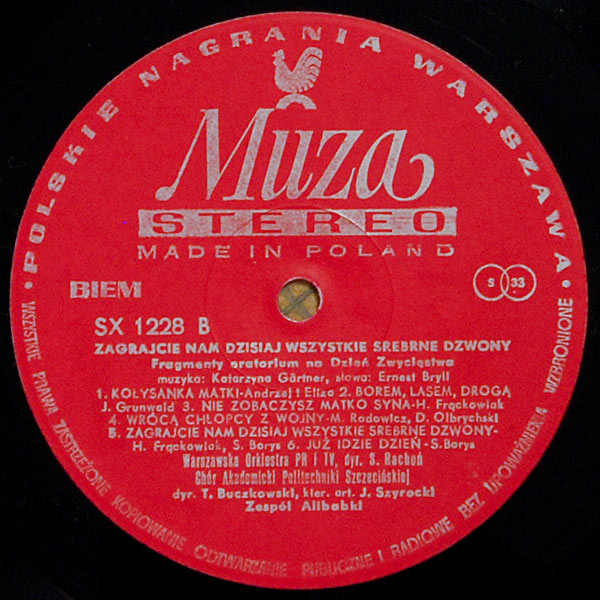 • POLSKIE NAGRANIA WARSZAWA •
Muza
STEREO
MADE IN POLAND
BIEM
S 33
SX 1228 B
ZAGRAJCIE NAM DZISIAJ WSZYSTKIE SREBRNE DZWONY
Fragmenty oratorium na Dzień Zwycięstwa
muzyka: Katarzyna Gärtner, słowa: Ernest Bryll
1. KOŁYSANKA MATKI-Andrzej i Eliza 2. BOREM, LASEM, DROGĄ
J. Grunwald 3. NIE ZOBACZYSZ MATKO SYNA-H. Frąckowiak
4. WRÓCĄ CHŁOPCY Z WOJNY-M. Rodowicz, D. Olbrychski
5. ZAGRAJCIE NAM DZISIAJ WSZYSTKIE SREBRNE DZWONY-
H. Frąckowiak, S. Borys 6. JUŻ IDZIE DZIEŃ-S.Borys
Warszawska Orkiestra PR i TV, dyr. S. Rachoń
Chór Akademicki Politechniki Szczecińskiej
dyr. T. Buczkowski, kier. art. J. Szyrocki
Zespół Alibabki
WSZYSTKIE PRAWA ZASTRZEŻONE KOPIOWANIE ODTWARZANIE PUBLICZNE I RADIOWE BEZ UPOWAŻNIENIA WZBRONIONE